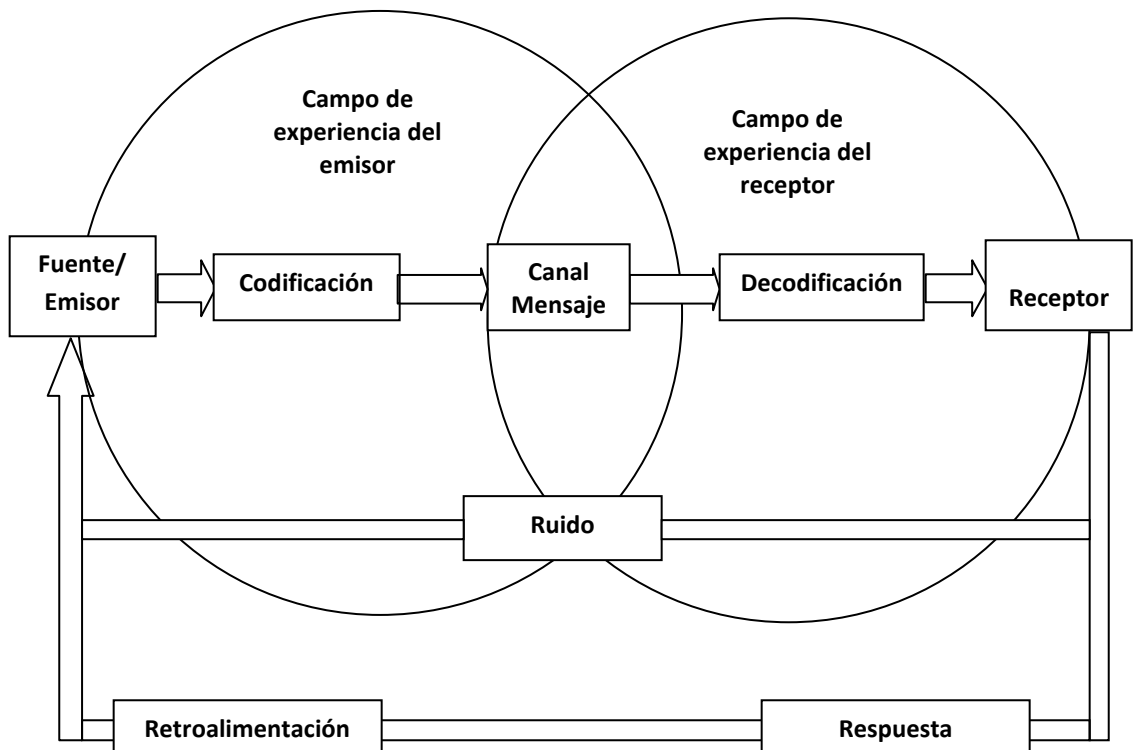 Campo de
experiencia del
emisor
Campo de
experiencia del
receptor
Fuente/
Emisor
Codificación
Canal
Mensaje
Decodificación
Receptor
Ruido
Retroalimentación
Respuesta